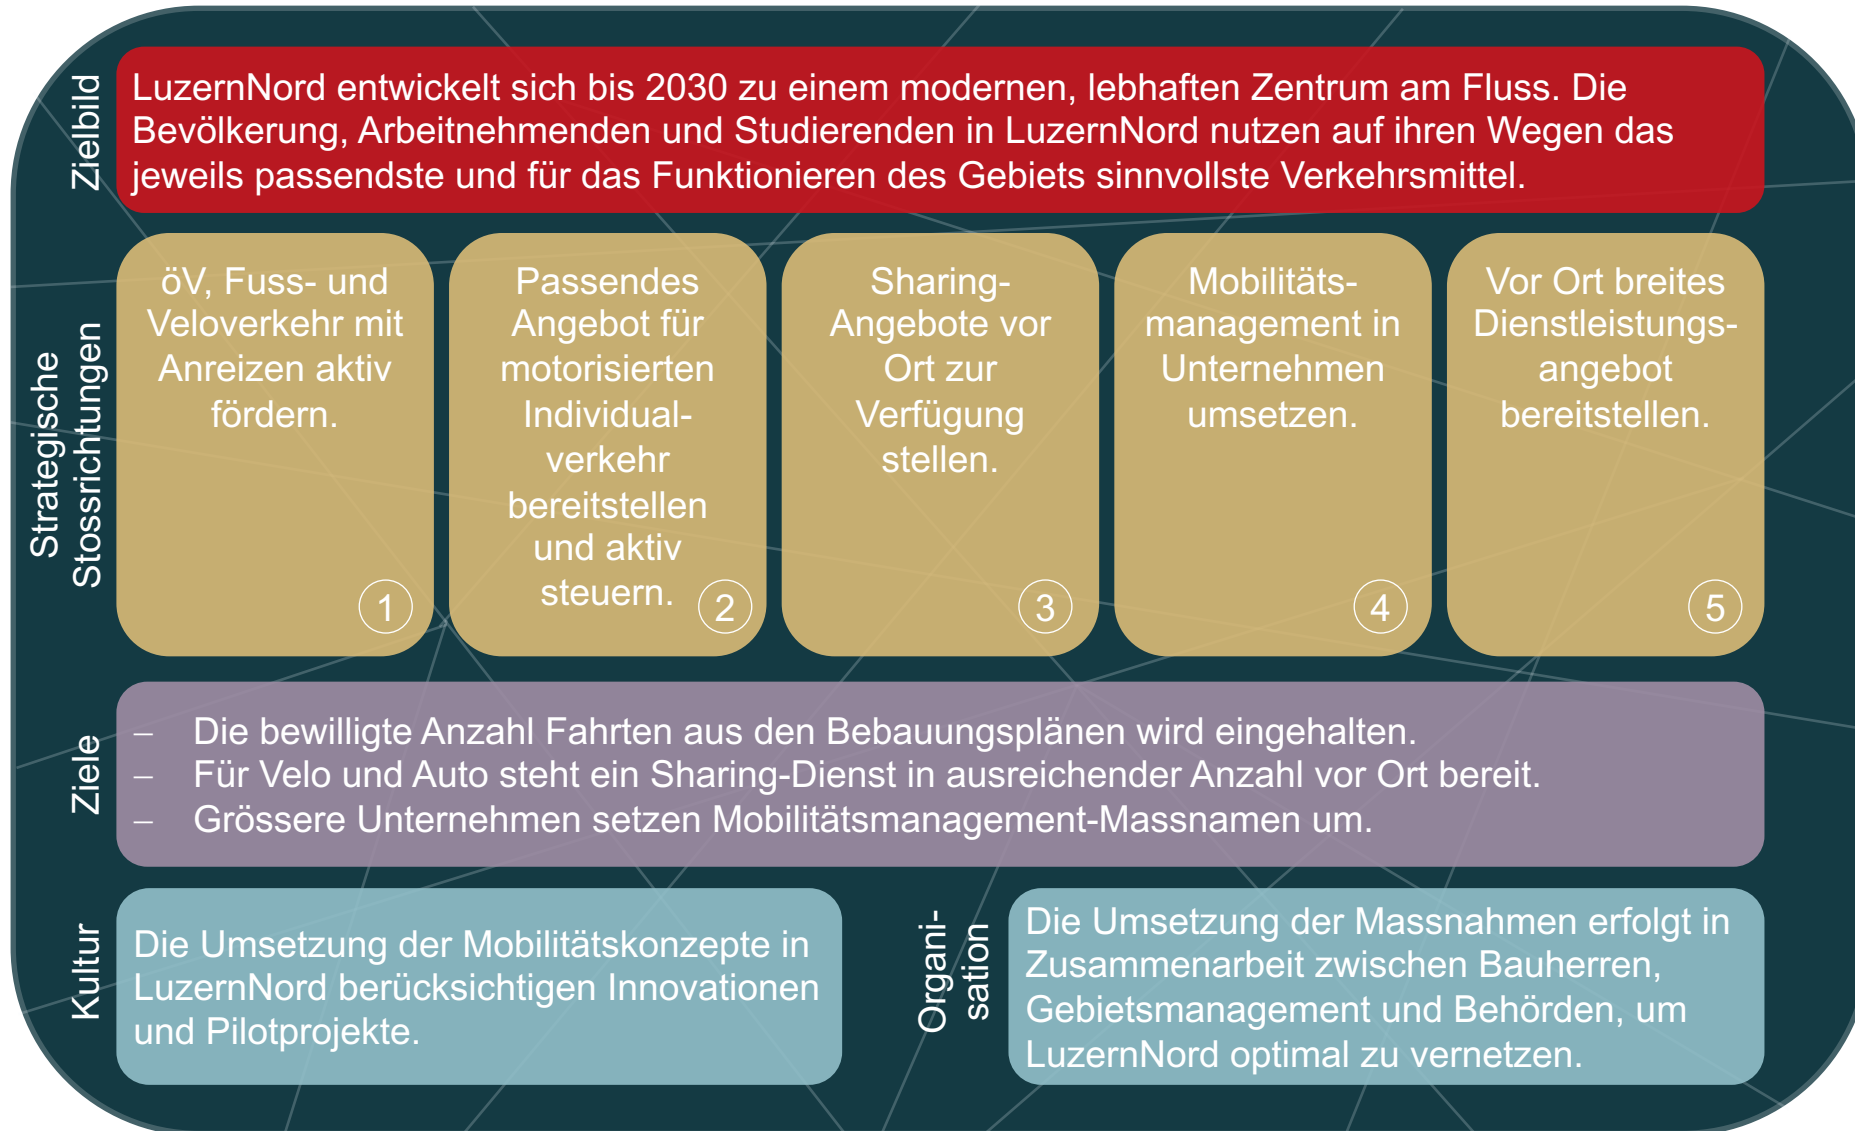 Zielbild
LuzernNord entwickelt sich bis 2030 zu einem modernen, lebhaften Zentrum am Fluss. Die
Bevölkerung, Arbeitnehmenden und Studierenden in LuzernNord nutzen auf ihren Wegen das
jeweils passendste und für das Funktionieren des Gebiets sinnvollste Verkehrsmittel.
Strategische
Stossrichtungen
öV, Fuss- und
Veloverkehr mit
Anreizen aktiv
fördern.
1
Passendes
Angebot für
motorisierten
Individual-
verkehr
bereitstellen
und aktiv
steuern.
2
Sharing-
Angebote vor
Ort zur
Verfügung
stellen.
3
Mobilitäts-
management in
Unternehmen
umsetzen.
4
Vor Ort breites
Dienstleistungs-
angebot
bereitstellen.
5
Ziele
– Die bewilligte Anzahl Fahrten aus den Bebauungsplänen wird eingehalten.
– Für Velo und Auto steht ein Sharing-Dienst in ausreichender Anzahl vor Ort bereit.
– Grössere Unternehmen setzen Mobilitätsmanagement-Massnamen um.
Kultur
Die Umsetzung der Mobilitätskonzepte in
LuzernNord berücksichtigen Innovationen
und Pilotprojekte.
Organi-
sation
Die Umsetzung der Massnahmen erfolgt in
Zusammenarbeit zwischen Bauherren,
Gebietsmanagement und Behörden, um
LuzernNord optimal zu vernetzen.